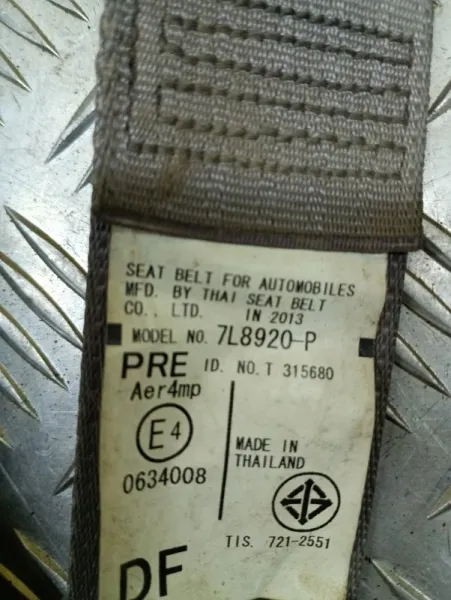 SEAT BELT FOR AUTOMOBILES
MFD. BY THAI SEAT BELT
CO., LTD. IN 2013
MODEL NO. 7L8920-P
PRE ID. NO. T 315680
Aer4mp
E4
0634008
MADE IN
THAILAND
TIS. 721-2551
DF